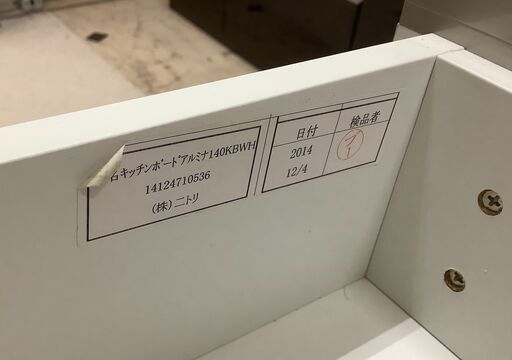 キッチンボードアルミナ140KBWH
14124710536
(株)ニトリ
日付 検品者
2014
12/4